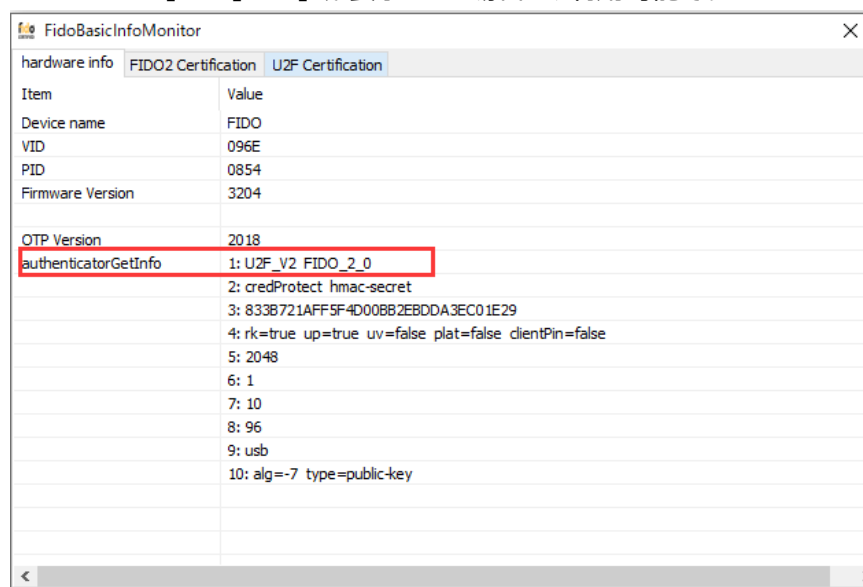 FidoBasicInfoMonitor
hardware info FIDO2 Certification U2F Certification
Item Value
Device name FIDO
VID 096E
PID 0854
Firmware Version 3204
OTP Version 2018
authenticatorGetInfo 1: U2F_V2 FIDO_2_0
2: credProtect hmac-secret
3: 833B721AFF5F4D00BB2EBDDA3EC01E29
4: rk=true up=true uv=false plat=false clientPin=false
5: 2048
6: 1
7: 10
8: 96
9: usb
10: alg=-7 type=public-key